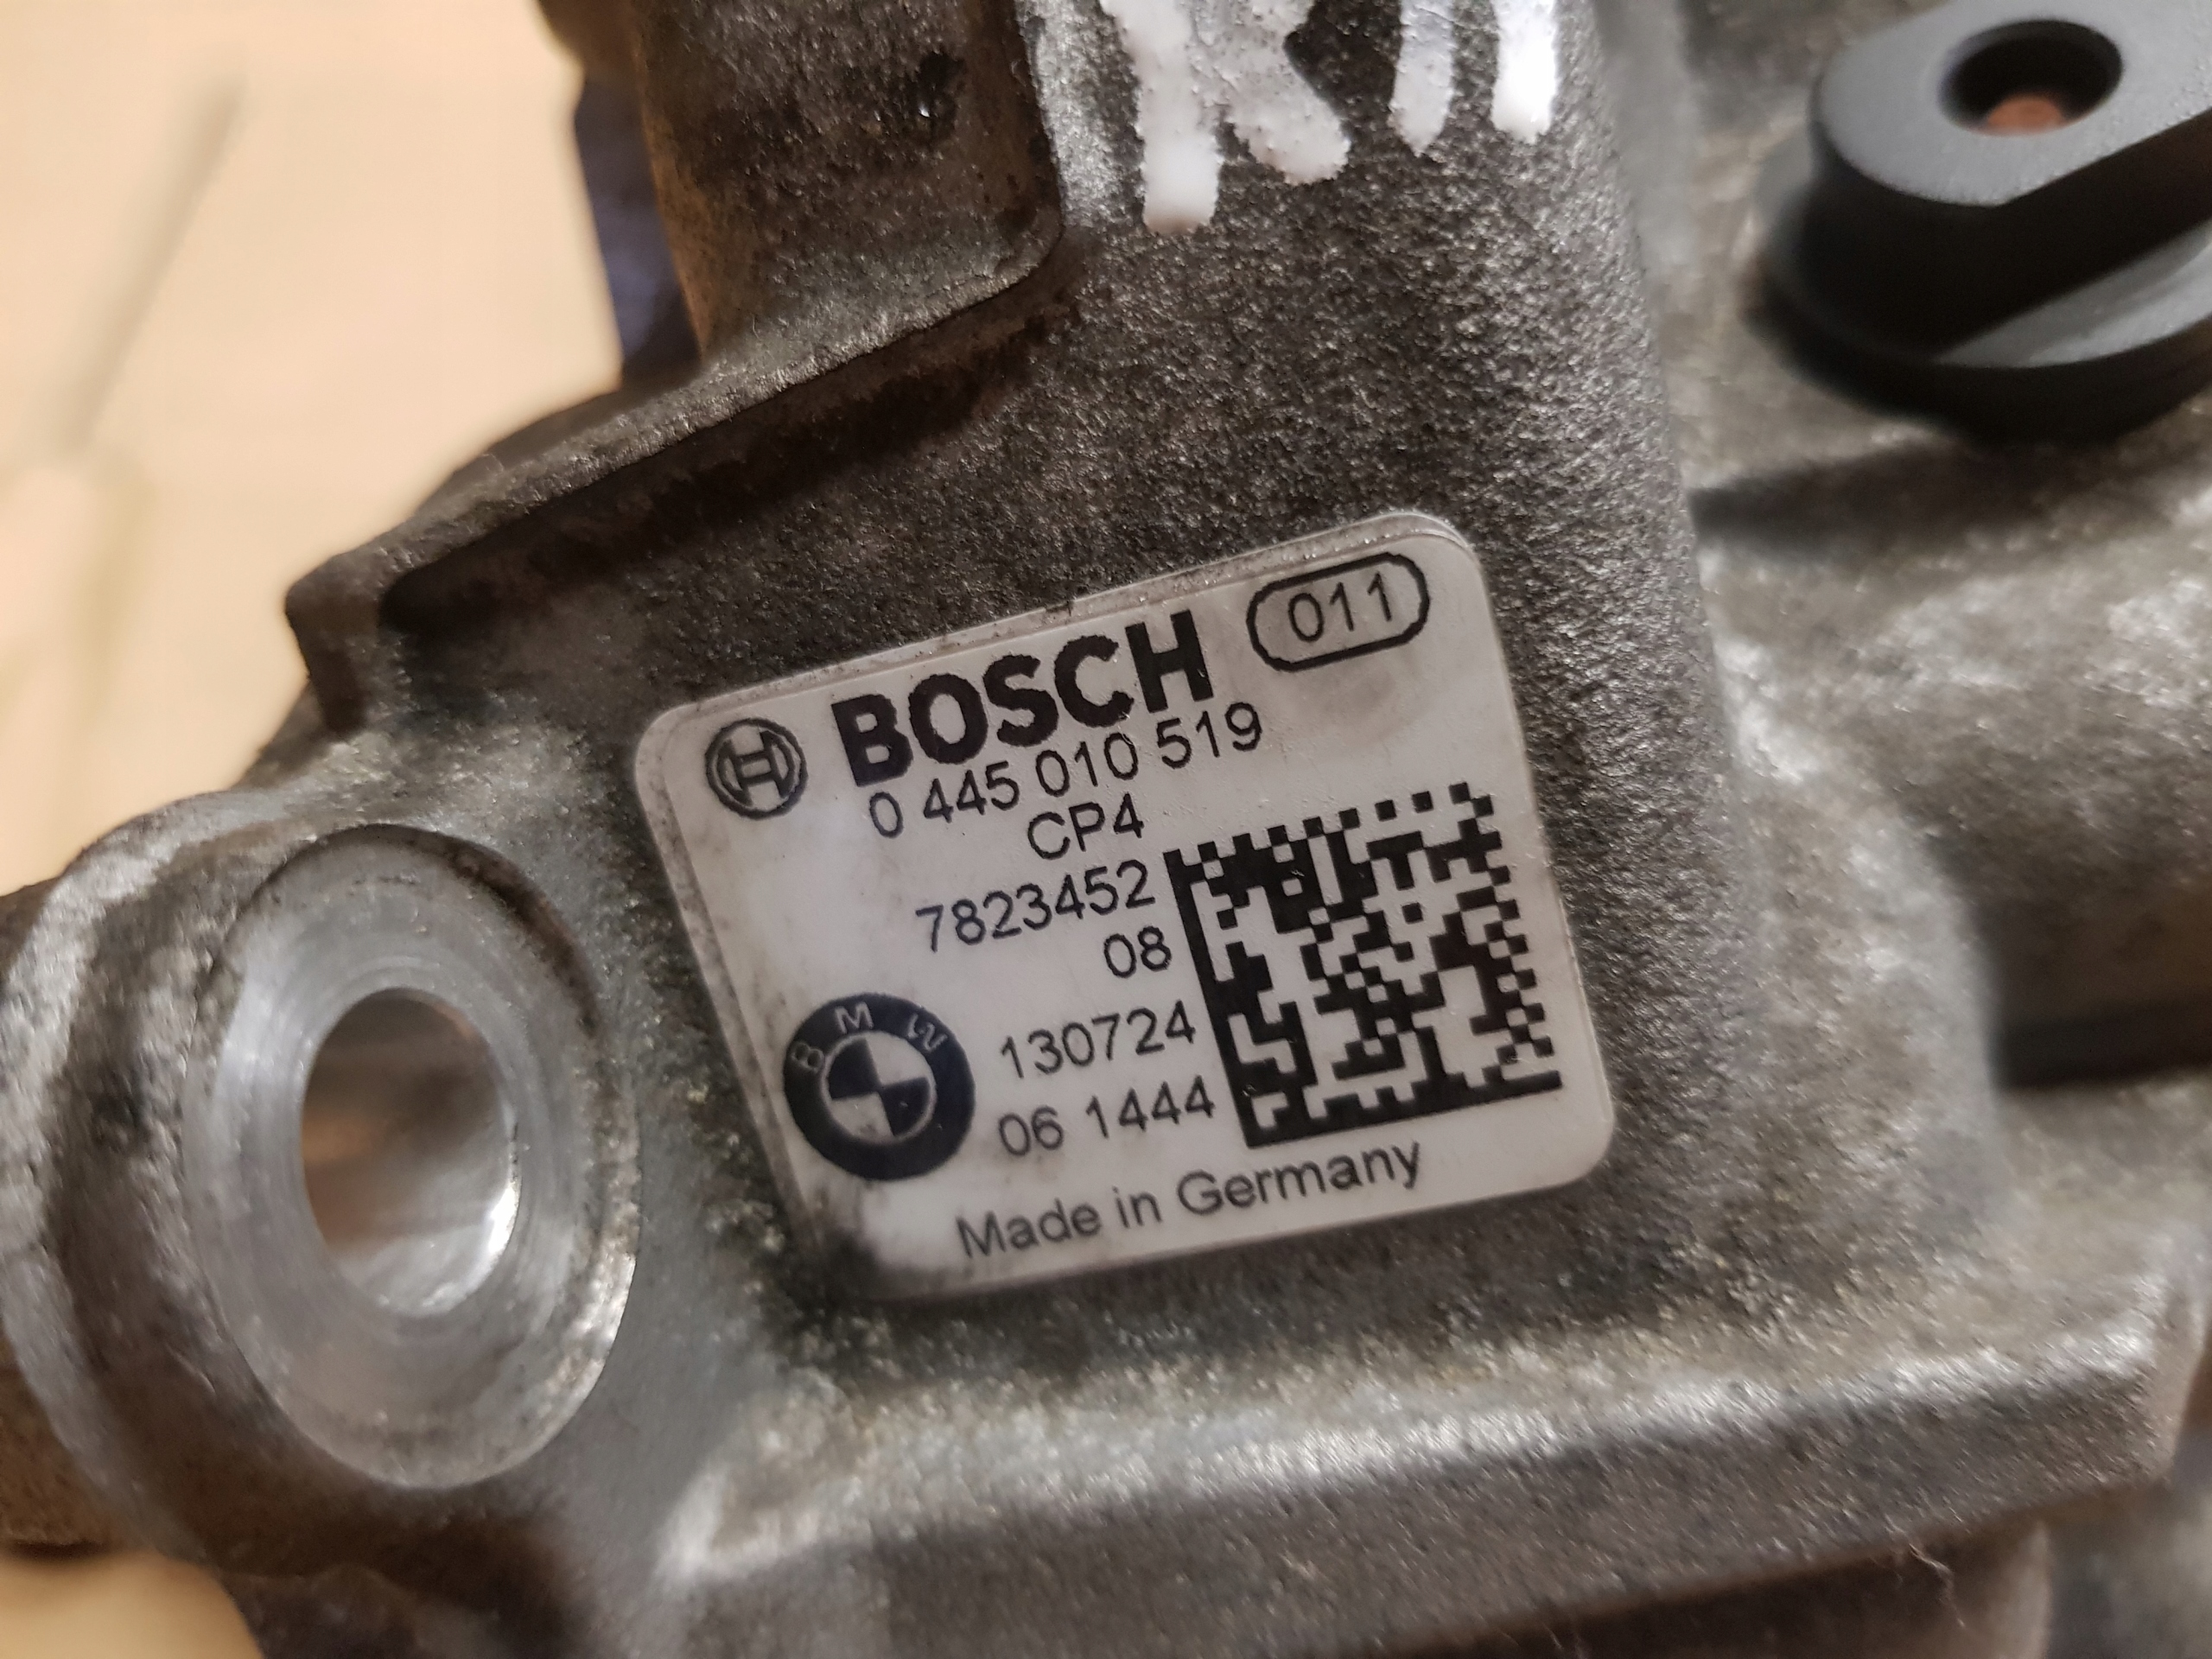 BOSCH 011
0 445 010 519
CP4
7823452
08
BMW
130724
06 1444
Made in Germany